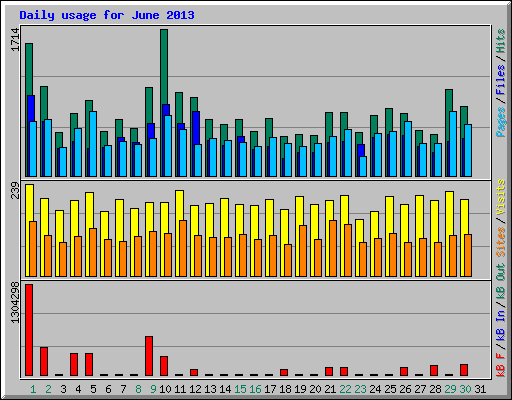 Daily usage for June 2013
1714
Pages / Files / Hits
239
Sites / Visits
1304298
kB F / kB In / kB Out
1 2 3 4 5 6 7 8 9 10 11 12 13 14 15 16 17 18 19 20 21 22 23 24 25 26 27 28 29 30 31